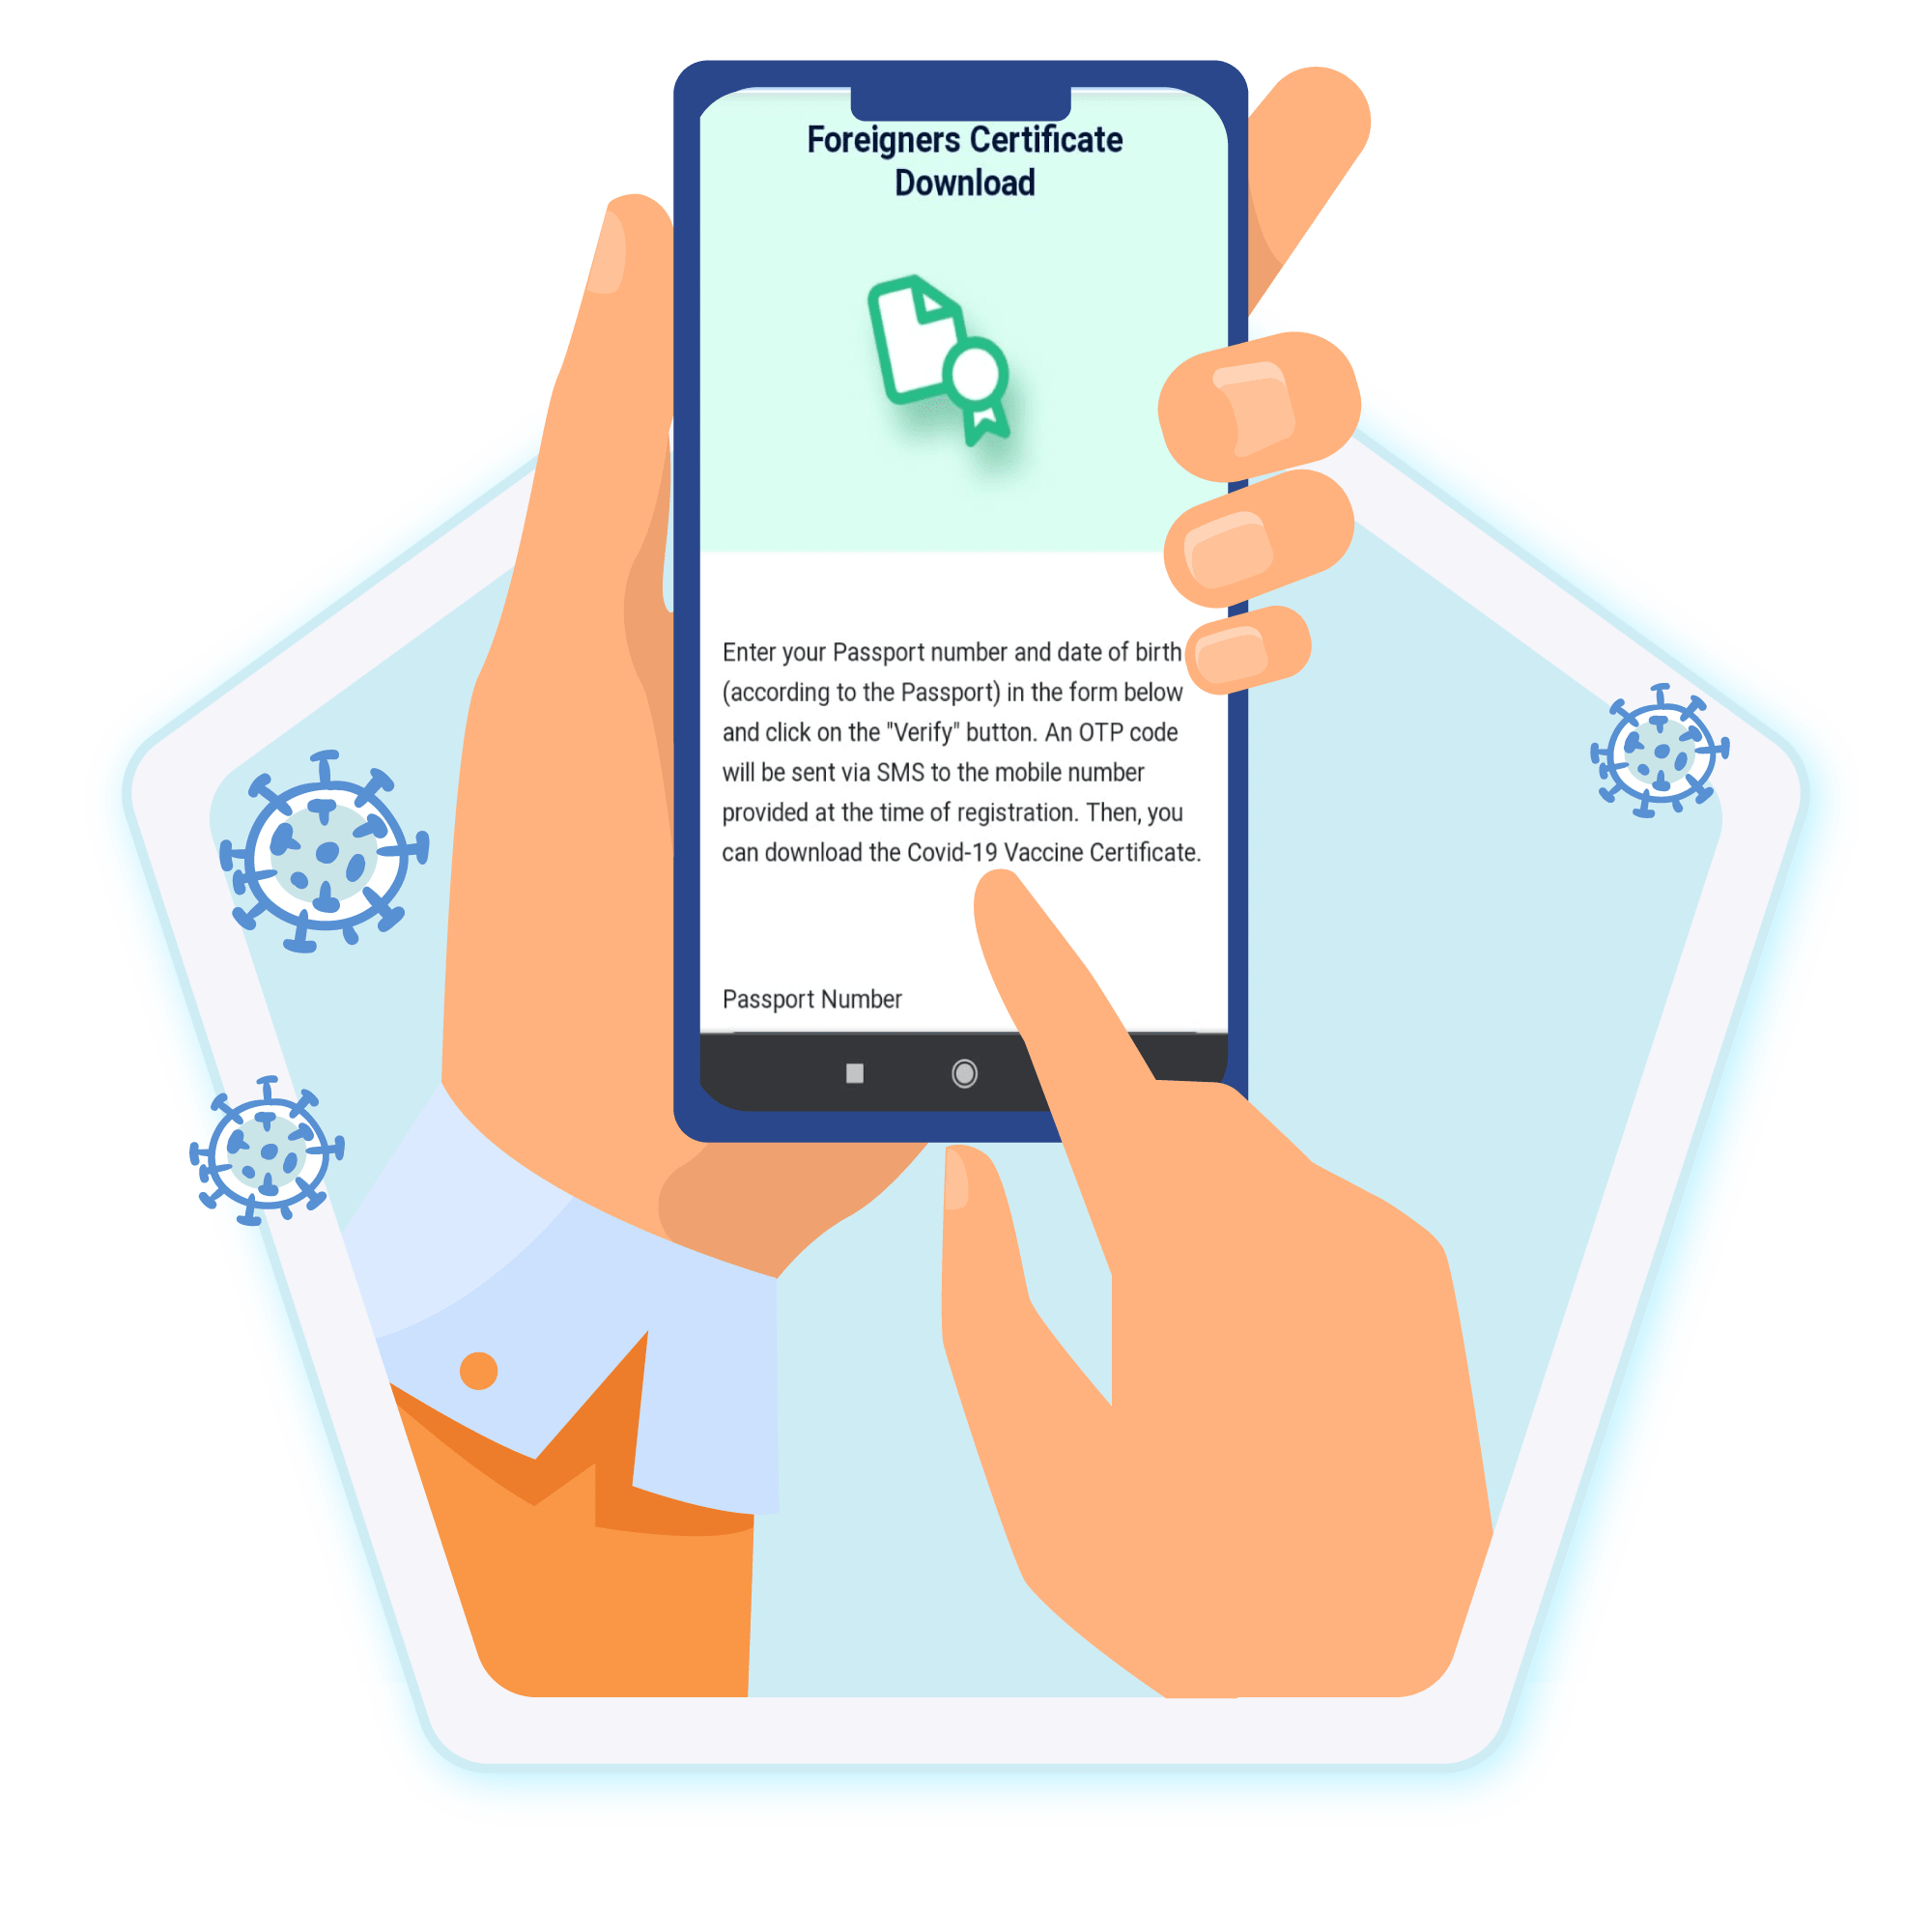 Foreigners Certificate
Download
Enter your Passport number and date of birth
(according to the Passport) in the form below
and click on the "Verify" button. An OTP code
will be sent via SMS to the mobile number
provided at the time of registration. Then, you
can download the Covid-19 Vaccine Certificate.
Passport Number